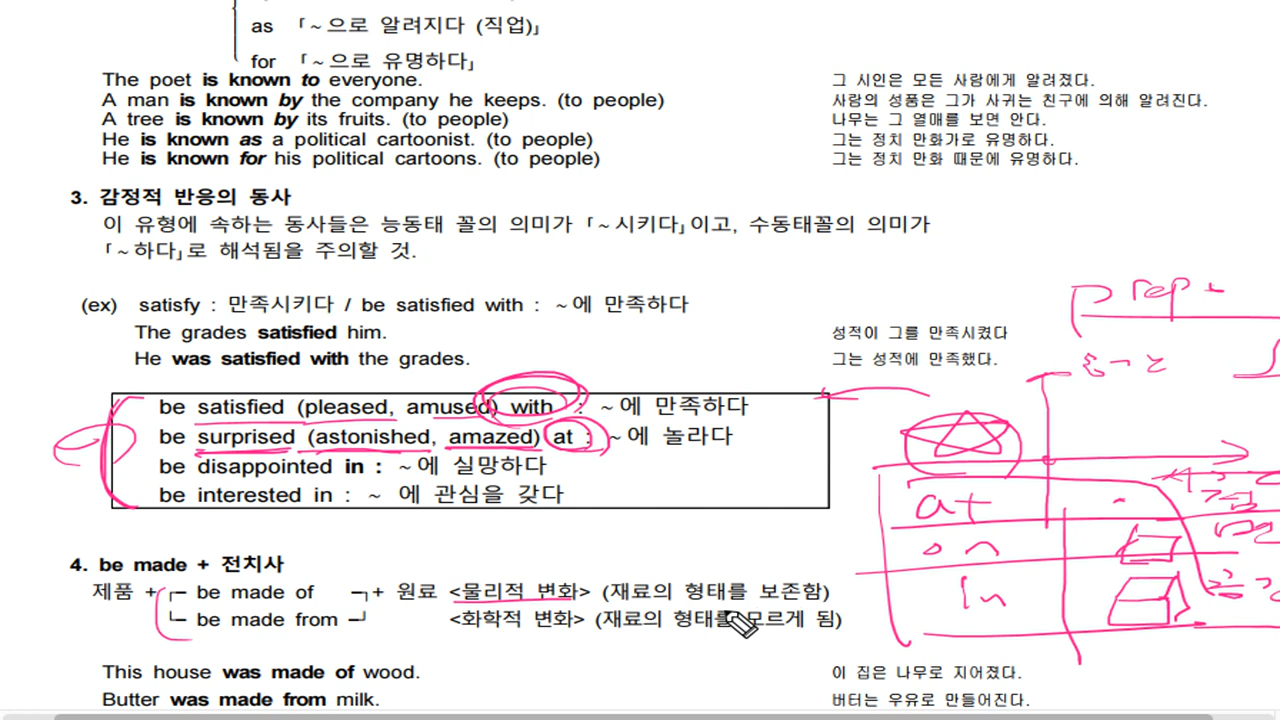 as 「~으로 알려지다 (직업)」
for 「~으로 유명하다」
The poet is known to everyone. 그 시인은 모든 사람에게 알려졌다.
A man is known by the company he keeps. (to people) 사람의 성품은 그가 사귀는 친구에 의해 알려진다.
A tree is known by its fruits. (to people) 나무는 그 열매를 보면 안다.
He is known as a political cartoonist. (to people) 그는 정치 만화가로 유명하다.
He is known for his political cartoons. (to people) 그는 정치 만화 때문에 유명하다.
3. 감정적 반응의 동사
이 유형에 속하는 동사들은 능동태 꼴의 의미가 「~시키다」이고, 수동태꼴의 의미가
「~하다」로 해석됨을 주의할 것.
(ex) satisfy : 만족시키다 / be satisfied with : ~에 만족하다
The grades satisfied him. 성적이 그를 만족시켰다
He was satisfied with the grades. 그는 성적에 만족했다.
be satisfied (pleased, amused) with : ~에 만족하다
be surprised (astonished, amazed) at : ~에 놀라다
be disappointed in : ~에 실망하다
be interested in : ~ 에 관심을 갖다
at
on
in
4. be made + 전치사
제품 + be made of + 원료 <물리적 변화> (재료의 형태를 보존함)
be made from <화학적 변화> (재료의 형태를 모르게 됨)
This house was made of wood. 이 집은 나무로 지어졌다.
Butter was made from milk. 버터는 우유로 만들어진다.